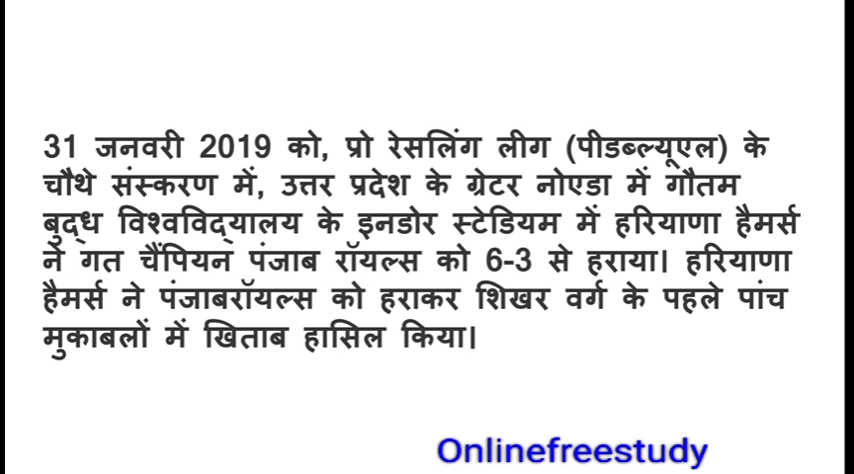 31 जनवरी 2019 को, प्रो रेसलिंग लीग (पीडब्ल्यूएल) के
चौथे संस्करण में, उत्तर प्रदेश के ग्रेटर नोएडा में गौतम
बुद्ध विश्वविद्यालय के इनडोर स्टेडियम में हरियाणा हैमर्स
ने गत चैंपियन पंजाब रॉयल्स को 6-3 से हराया। हरियाणा
हैमर्स ने पंजाबरॉयल्स को हराकर शिखर वर्ग के पहले पांच
मुकाबलों में खिताब हासिल किया।
Onlinefreestudy